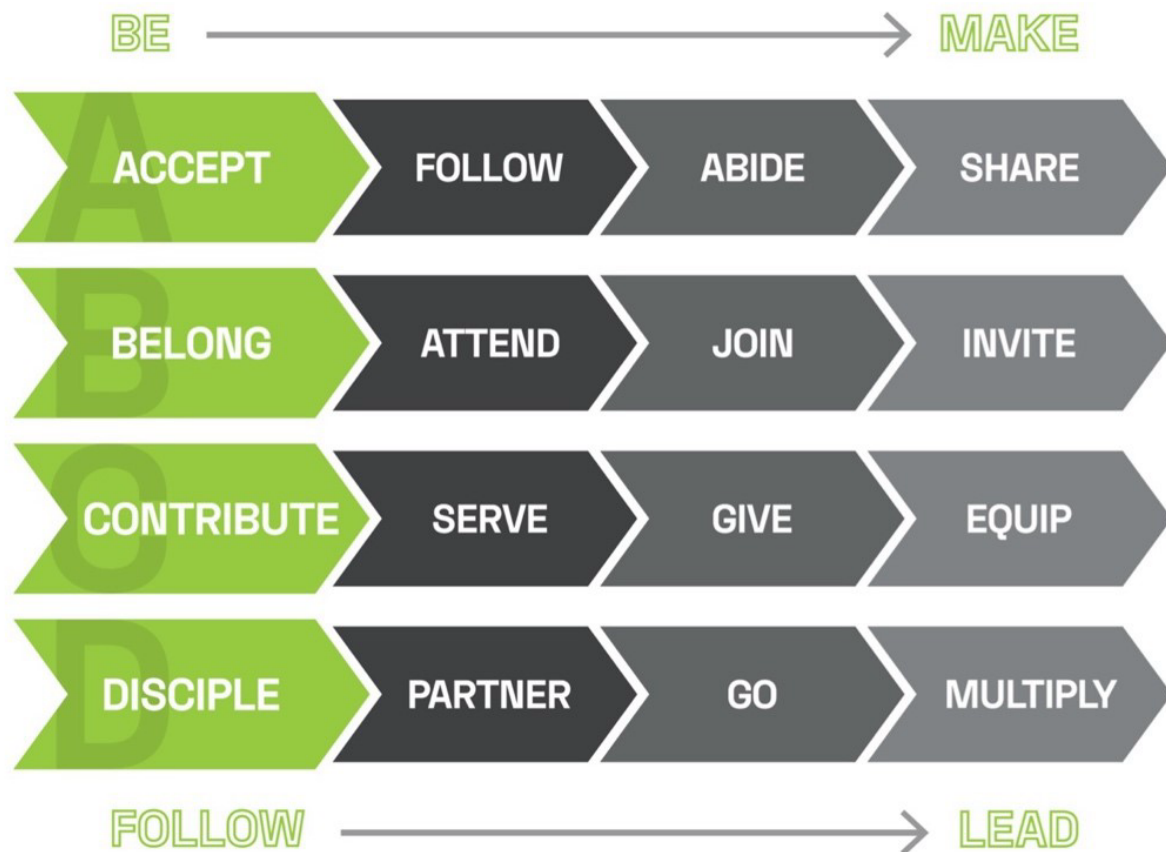 BE MAKE
A ACCEPT FOLLOW ABIDE SHARE
B BELONG ATTEND JOIN INVITE
C CONTRIBUTE SERVE GIVE EQUIP
D DISCIPLE PARTNER GO MULTIPLY
FOLLOW LEAD